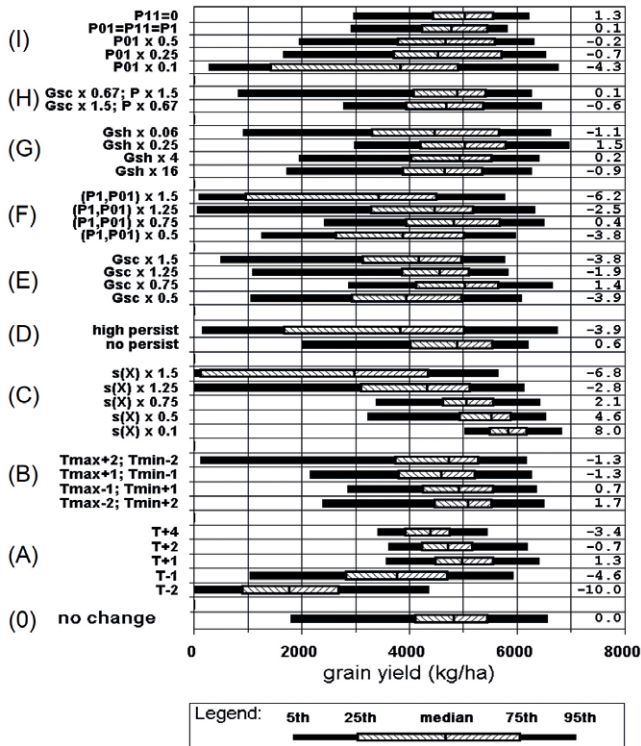 P11=0 1.3
(I) P01=P11=P1 0.1
P01 x 0.5 -0.2
P01 x 0.25 -0.7
P01 x 0.1 -4.3
(H) Gsc x 0.67; P x 1.5 0.1
Gsc x 1.5; P x 0.67 -0.6
Gsh x 0.06 -1.1
(G) Gsh x 0.25 1.5
Gsh x 4 0.2
Gsh x 16 -0.9
(P1,P01) x 1.5 -6.2
(F) (P1,P01) x 1.25 -2.5
(P1,P01) x 0.75 0.4
(P1,P01) x 0.5 -3.8
Gsc x 1.5 -3.8
(E) Gsc x 1.25 -1.9
Gsc x 0.75 1.4
Gsc x 0.5 -3.9
(D) high persist -3.9
no persist 0.6
s(X) x 1.5 -6.8
(C) s(X) x 1.25 -2.8
s(X) x 0.75 2.1
s(X) x 0.5 4.6
s(X) x 0.1 8.0
Tmax+2; Tmin-2 -1.3
(B) Tmax+1; Tmin-1 -1.3
Tmax-1; Tmin+1 0.7
Tmax-2; Tmin+2 1.7
T+4 -3.4
(A) T+2 -0.7
T+1 1.3
T-1 -4.6
T-2 -10.0
(0) no change 0.0
0 2000 4000 6000 8000
grain yield (kg/ha)
Legend: 5th 25th median 75th 95th